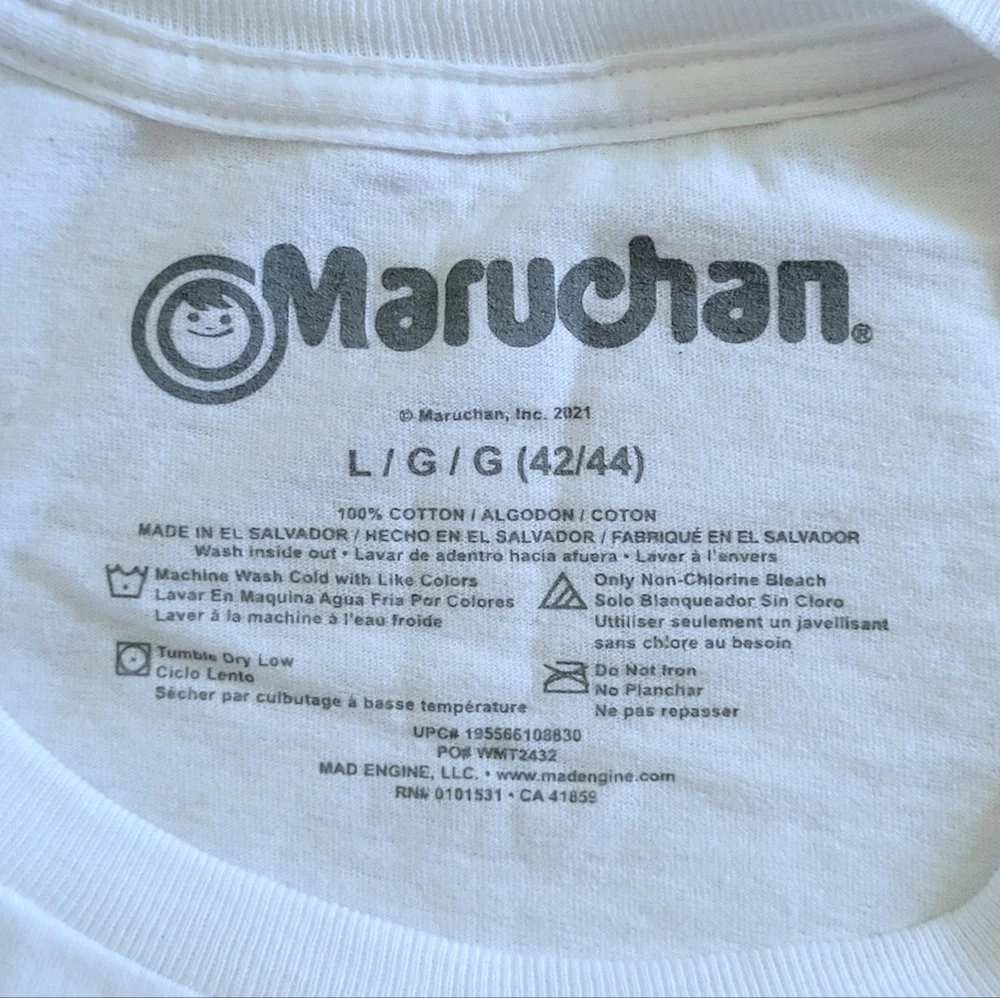 Maruchan®
© Maruchan, Inc. 2021
L / G / G (42/44)
100% COTTON / ALGODON / COTON
MADE IN EL SALVADOR / HECHO EN EL SALVADOR / FABRIQUÉ EN EL SALVADOR
Wash inside out • Lavar de adentro hacia afuera • Laver à l'envers
Machine Wash Cold with Like Colors
Lavar En Maquina Agua Fria Por Colores
Laver à la machine à l'eau froide
Only Non-Chlorine Bleach
Solo Blanqueador Sin Cloro
Uttiliser seulement un javellisant
sans chlore au besoin
Tumble Dry Low
Ciclo Lento
Sècher par culbutage à basse température
Do Not Iron
No Planchar
Ne pas repasser
UPC# 195566108830
PO# WMT2432
MAD ENGINE, LLC. • www.madengine.com
RN# 0101531 • CA 41859